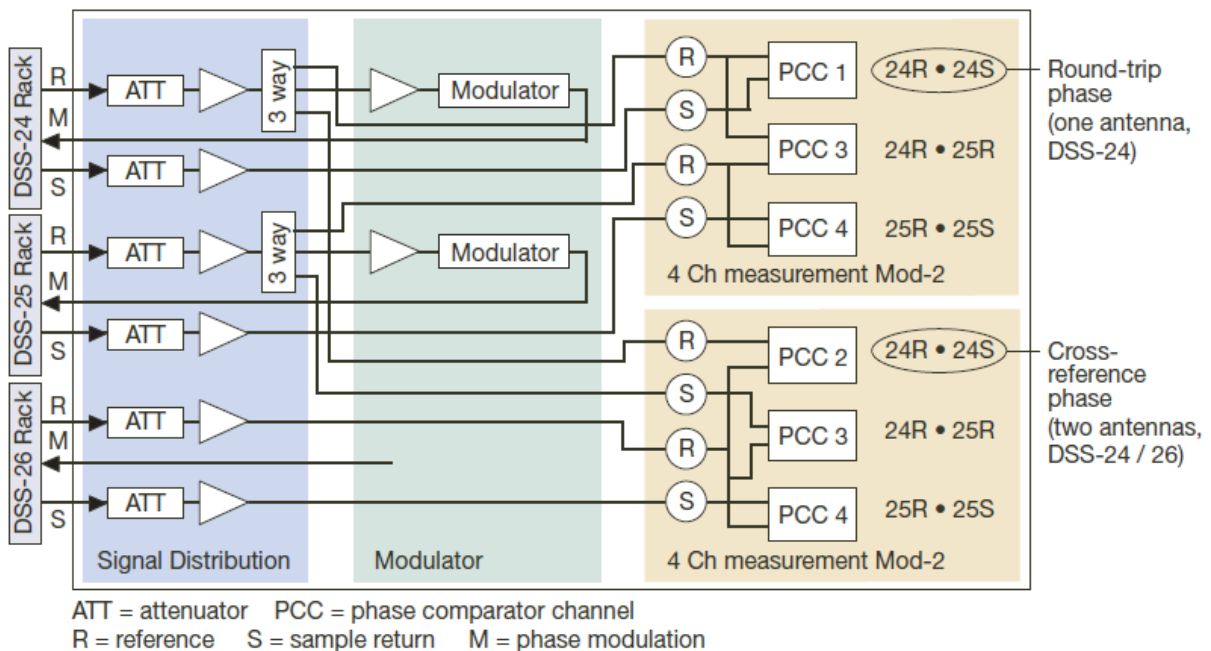 DSS-24 Rack
R
M
S
ATT
3 way
Modulator
ATT
DSS-25 Rack
R
M
S
ATT
3 way
Modulator
ATT
DSS-26 Rack
R
M
S
ATT
ATT
Signal Distribution
Modulator
R
S
R
S
PCC 1
24R • 24S
PCC 3
24R • 25R
PCC 4
25R • 25S
4 Ch measurement Mod-2
Round-trip
phase
(one antenna,
DSS-24)
R
S
R
S
PCC 2
24R • 24S
PCC 3
24R • 25R
PCC 4
25R • 25S
4 Ch measurement Mod-2
Cross-
reference
phase
(two antennas,
DSS-24 / 26)
ATT = attenuator PCC = phase comparator channel
R = reference S = sample return M = phase modulation